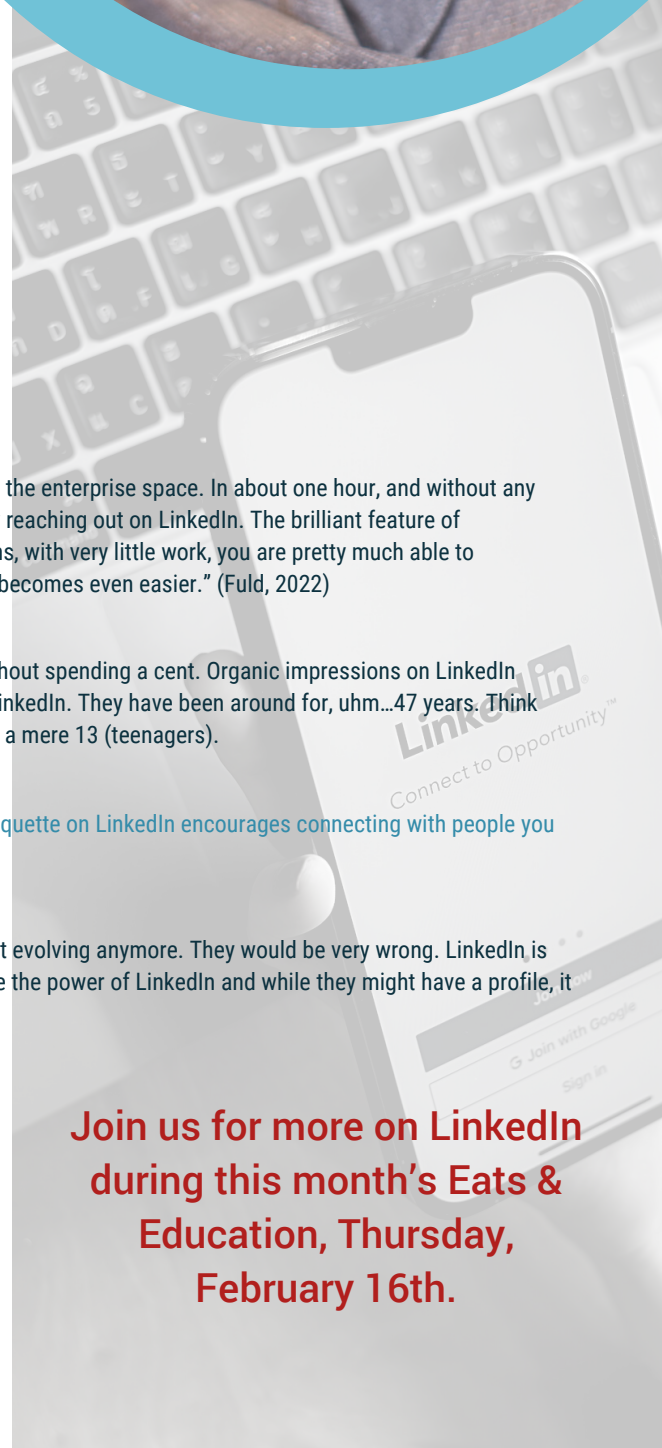 the enterprise space. In about one hour, and without any
reaching out on LinkedIn. The brilliant feature of
s, with very little work, you are pretty much able to
becomes even easier.” (Fuld, 2022)
hout spending a cent. Organic impressions on LinkedIn
inkedIn. They have been around for, uhm…47 years. Think
a mere 13 (teenagers).
quette on LinkedIn encourages connecting with people you
t evolving anymore. They would be very wrong. LinkedIn is
e the power of LinkedIn and while they might have a profile, it
LinkedIn
Connect to Opportunity™
Join now
G Join with Google
Sign in
Join us for more on LinkedIn
during this month’s Eats &
Education, Thursday,
February 16th.